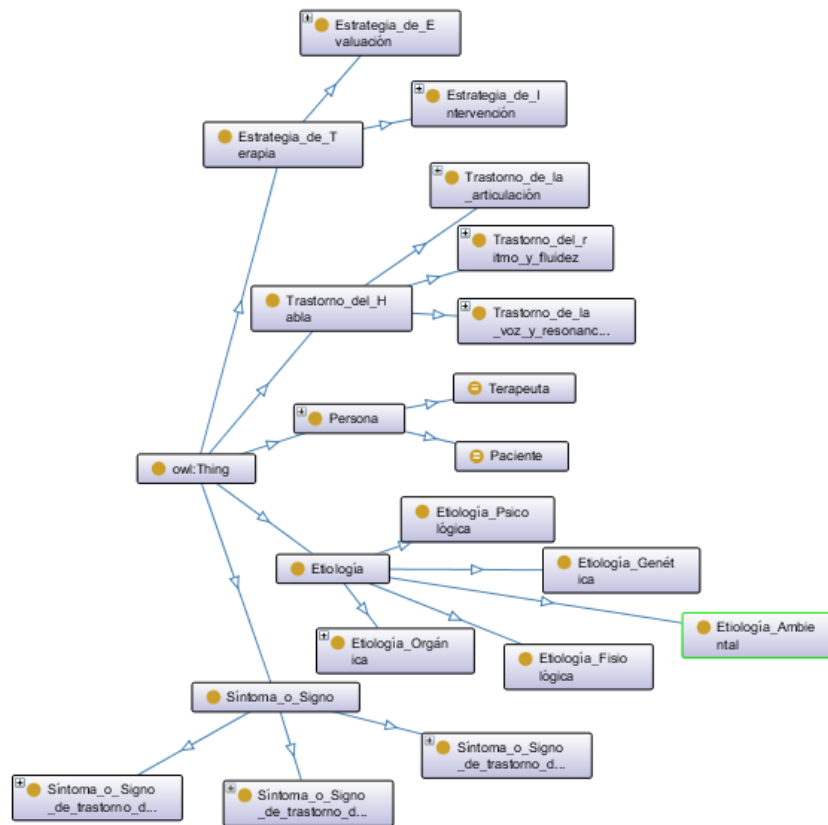 Estrategia_de_E
valuación
Estrategia_de_I
ntervención
Estrategia_de_T
erapia
Trastorno_de_la
_articulación
Trastorno_del_r
itmo_y_fluidez
Trastorno_del_H
abla
Trastorno_de_la
_voz_y_resonanc...
Terapeuta
Persona
Paciente
owl:Thing
Etiología_Psico
lógica
Etiología_Genét
ica
Etiología
Etiología_Ambie
ntal
Etiología_Orgán
ica
Etiología_Fisio
lógica
Síntoma_o_Signo
Síntoma_o_Signo
_de_trastorno_d...
Síntoma_o_Signo
_de_trastorno_d...
Síntoma_o_Signo
_de_trastorno_d...